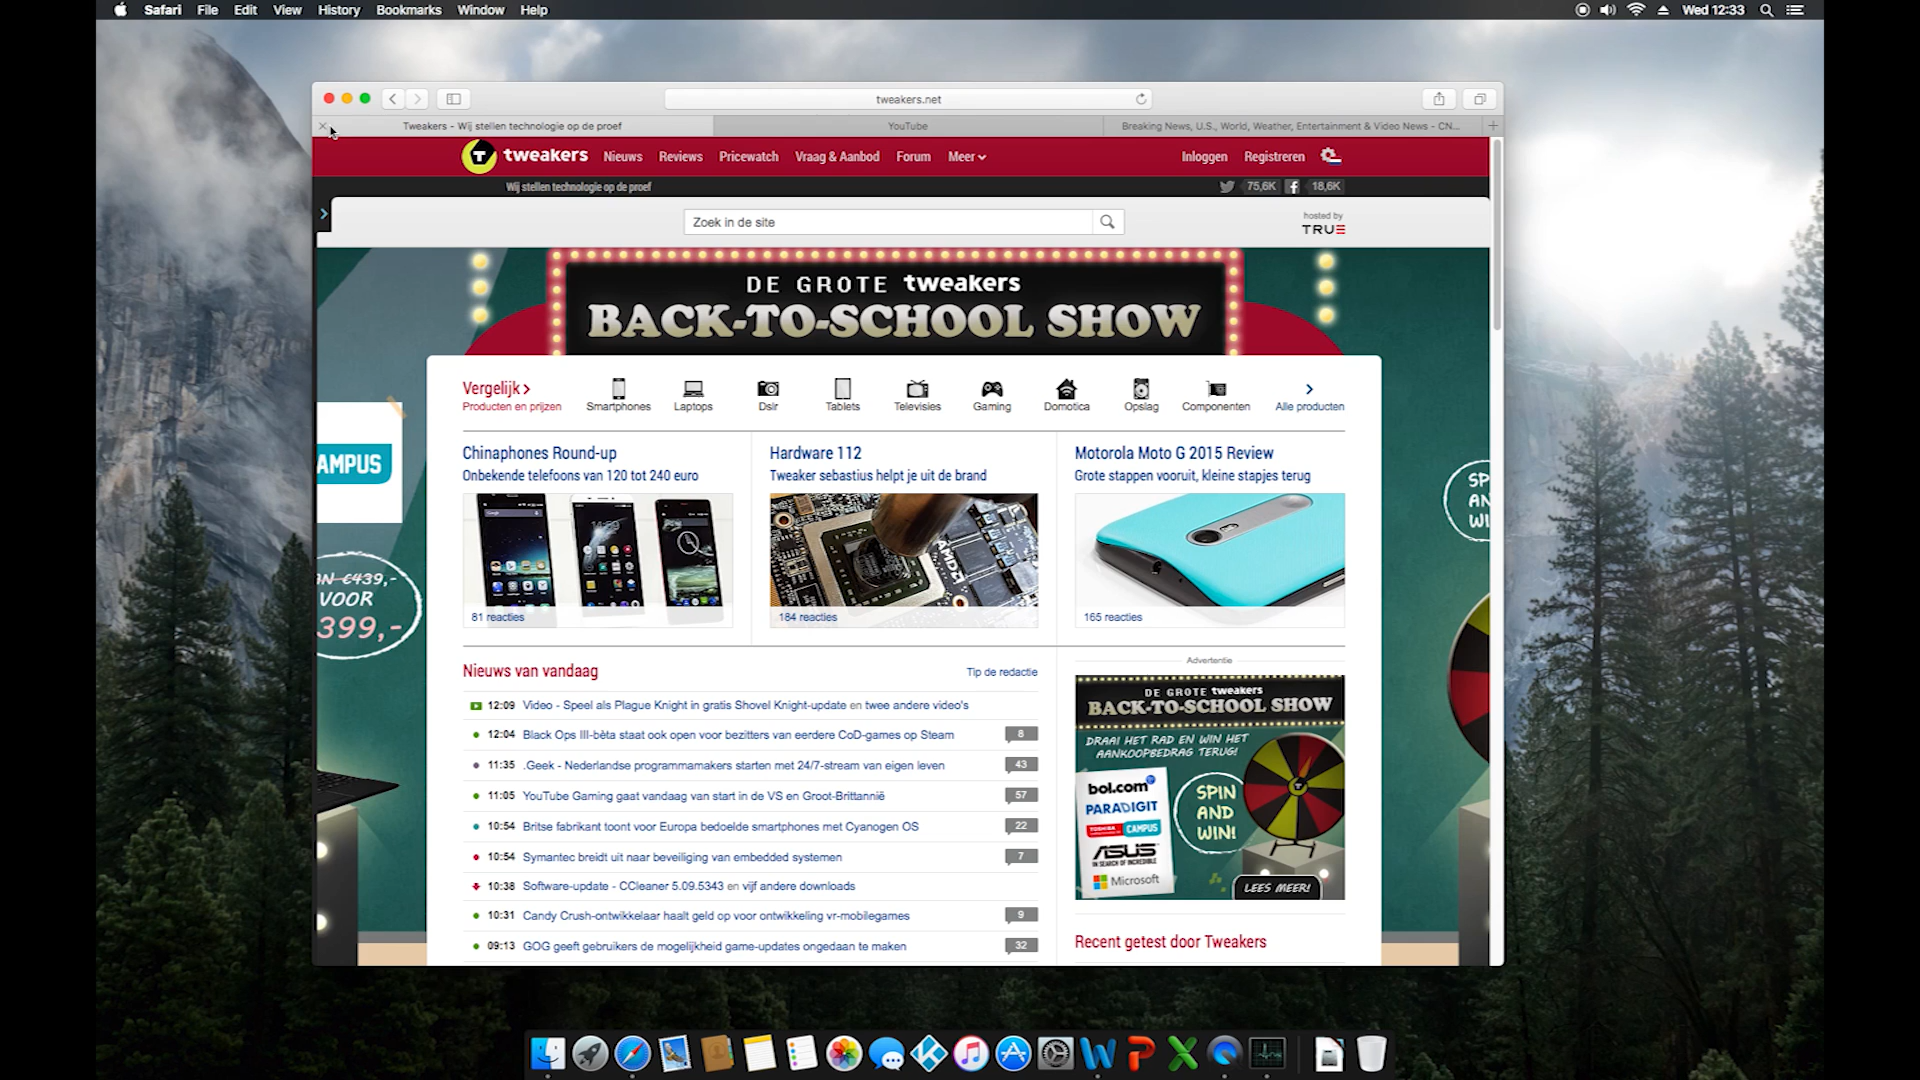 Safari File Edit View History Bookmarks Window Help
Wed 12:33
tweakers.net
Tweakers - Wij stellen technologie op de proef
YouTube
Breaking News, U.S., World, Weather, Entertainment & Video News - CN...
tweakers Nieuws Reviews Pricewatch Vraag & Aanbod Forum Meer
Inloggen Registreren
Wij stellen technologie op de proef
75,6K 18,6K
Zoek in de site
hosted by
TRUE
DE GROTE tweakers
BACK-TO-SCHOOL SHOW
Vergelijk
Producten en prijzen
Smartphones
Laptops
Dslr
Tablets
Televisies
Gaming
Domotica
Opslag
Componenten
Alle producten
AMPUS
€439,-
VOOR
399,-
SP
AN
WI
Chinaphones Round-up
Onbekende telefoons van 120 tot 240 euro
81 reacties
Hardware 112
Tweaker sebastius helpt je uit de brand
AMD
184 reacties
Motorola Moto G 2015 Review
Grote stappen vooruit, kleine stapjes terug
165 reacties
Nieuws van vandaag
Tip de redactie
12:09 Video - Speel als Plague Knight in gratis Shovel Knight-update en twee andere video's
12:04 Black Ops III-bèta staat ook open voor bezitters van eerdere CoD-games op Steam 8
11:35 .Geek - Nederlandse programmamakers starten met 24/7-stream van eigen leven 43
11:05 YouTube Gaming gaat vandaag van start in de VS en Groot-Brittannië 57
10:54 Britse fabrikant toont voor Europa bedoelde smartphones met Cyanogen OS 22
10:54 Symantec breidt uit naar beveiliging van embedded systemen 7
10:38 Software-update - CCleaner 5.09.5343 en vijf andere downloads
10:31 Candy Crush-ontwikkelaar haalt geld op voor ontwikkeling vr-mobilegames 9
09:13 GOG geeft gebruikers de mogelijkheid game-updates ongedaan te maken 32
Advertentie
DE GROTE tweakers
BACK-TO-SCHOOL SHOW
DRAAI HET RAD EN WIN HET
AANKOOPBEDRAG TERUG!
bol.com
PARADIGIT
TOSHIBA CAMPUS
ASUS
IN SEARCH OF INCREDIBLE
Microsoft
SPIN
AND
WIN!
LEES MEER!
Recent getest door Tweakers